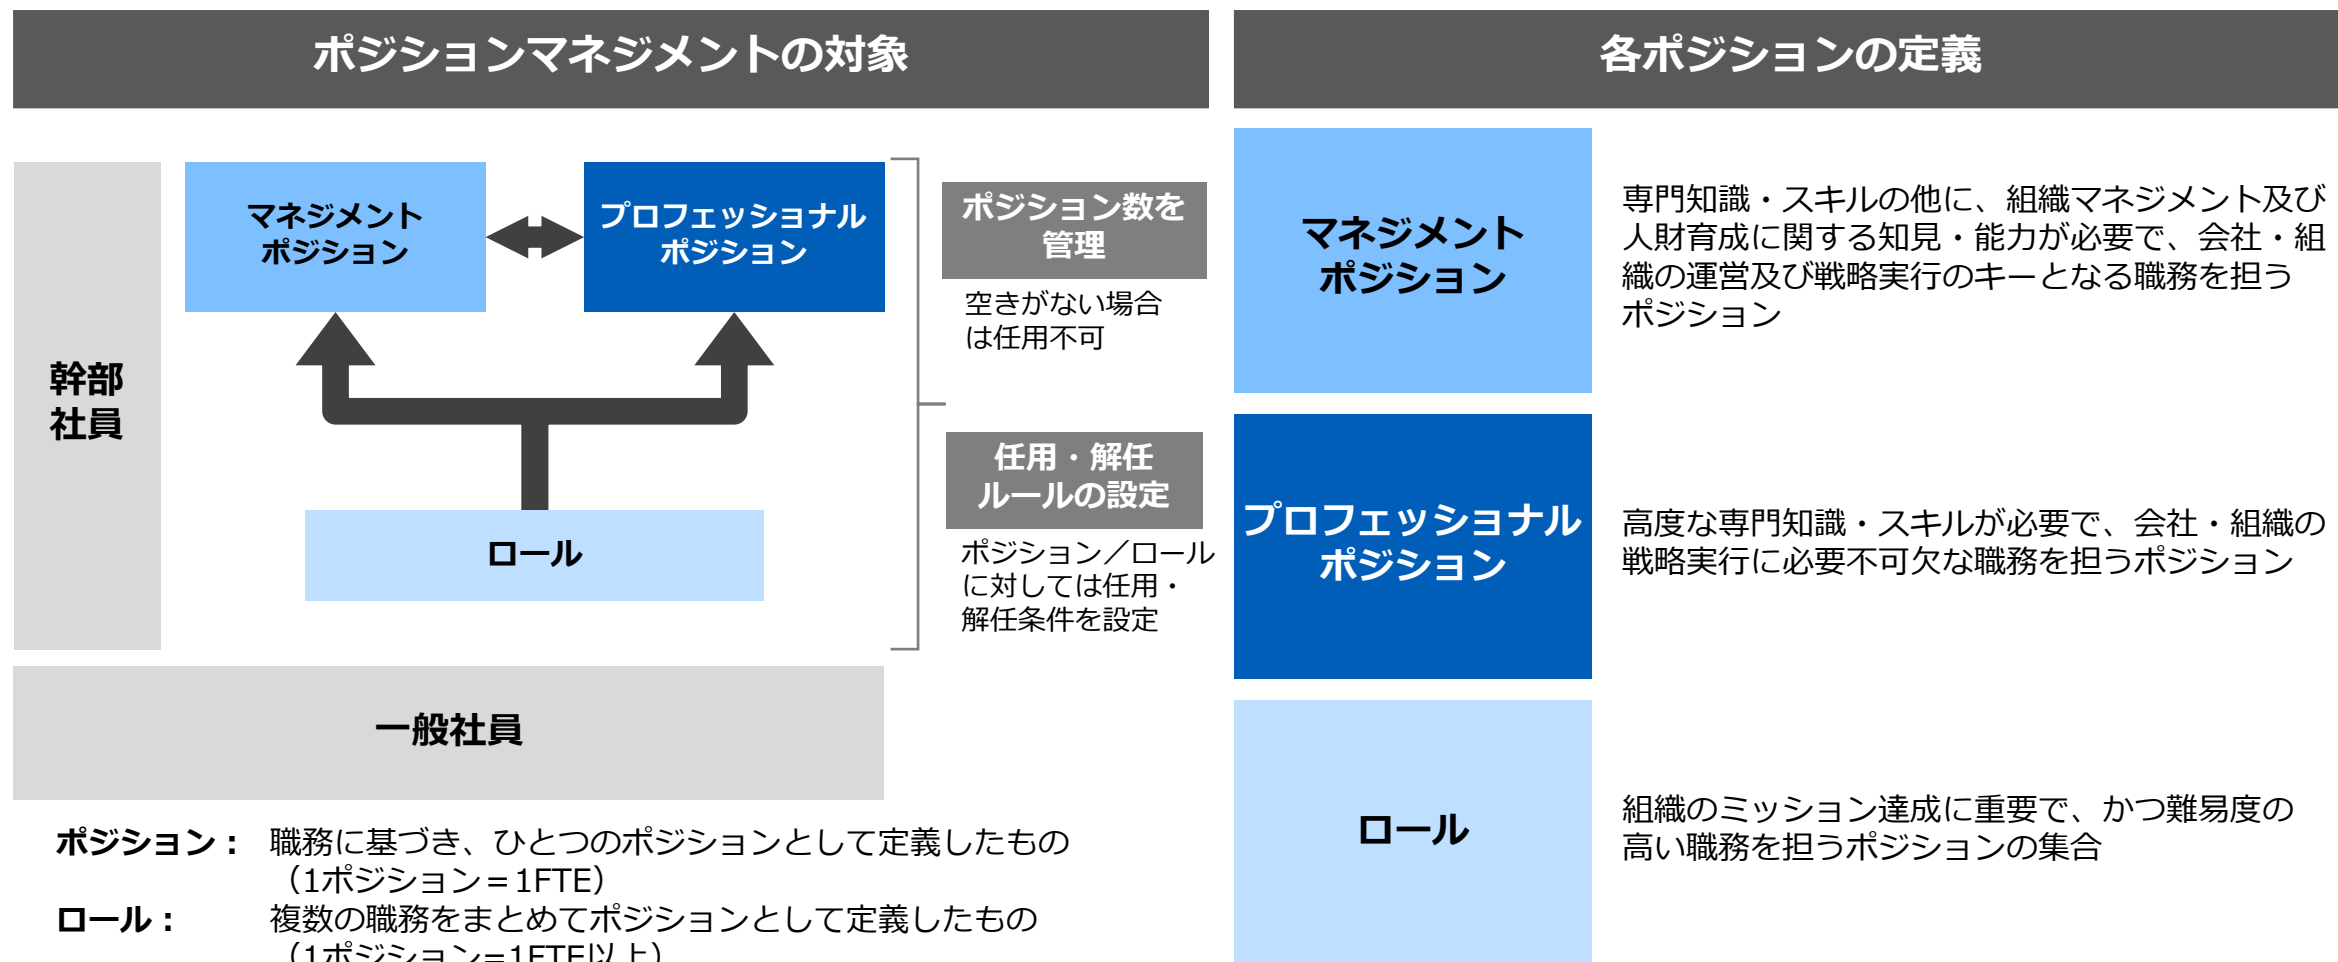 ポジションマネジメントの対象
幹部
社員
マネジメント
ポジション
プロフェッショナル
ポジション
ロール
ポジション数を
管理
空きがない場合
は任用不可
任用・解任
ルールの設定
ポジション／ロール
に対しては任用・
解任条件を設定
一般社員
ポジション： 職務に基づき、ひとつのポジションとして定義したもの
（1ポジション＝1FTE）
ロール： 複数の職務をまとめてポジションとして定義したもの
（1ポジション=1FTE以上）
各ポジションの定義
マネジメント
ポジション
専門知識・スキルの他に、組織マネジメント及び
人財育成に関する知見・能力が必要で、会社・組
織の運営及び戦略実行のキーとなる職務を担う
ポジション
プロフェッショナル
ポジション
高度な専門知識・スキルが必要で、会社・組織の
戦略実行に必要不可欠な職務を担うポジション
ロール
組織のミッション達成に重要で、かつ難易度の
高い職務を担うポジションの集合